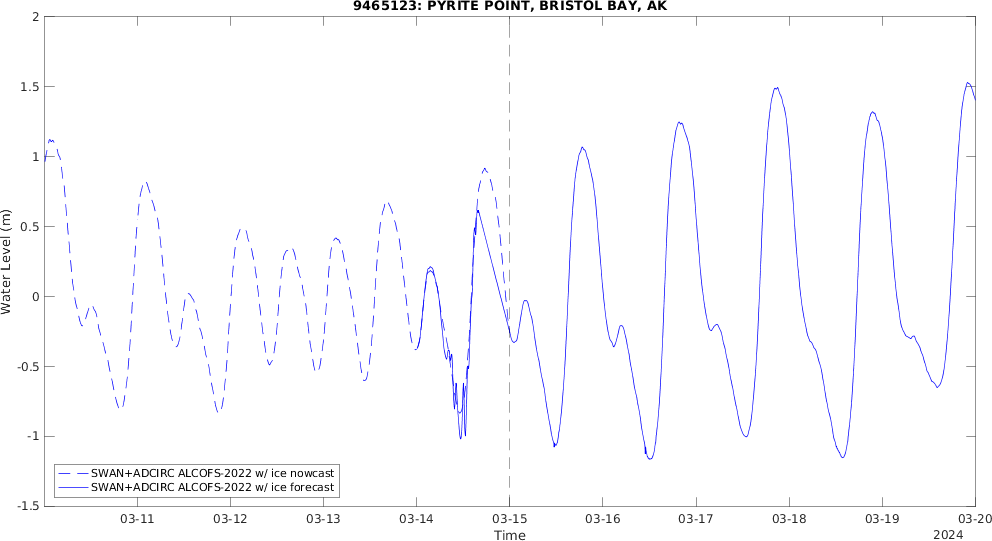 9465123: PYRITE POINT, BRISTOL BAY, AK
2
1.5
1
0.5
0
-0.5
-1
-1.5
Water Level (m)
SWAN+ADCIRC ALCOFS-2022 w/ ice nowcast
SWAN+ADCIRC ALCOFS-2022 w/ ice forecast
03-11 03-12 03-13 03-14 03-15 03-16 03-17 03-18 03-19 03-20
Time
2024